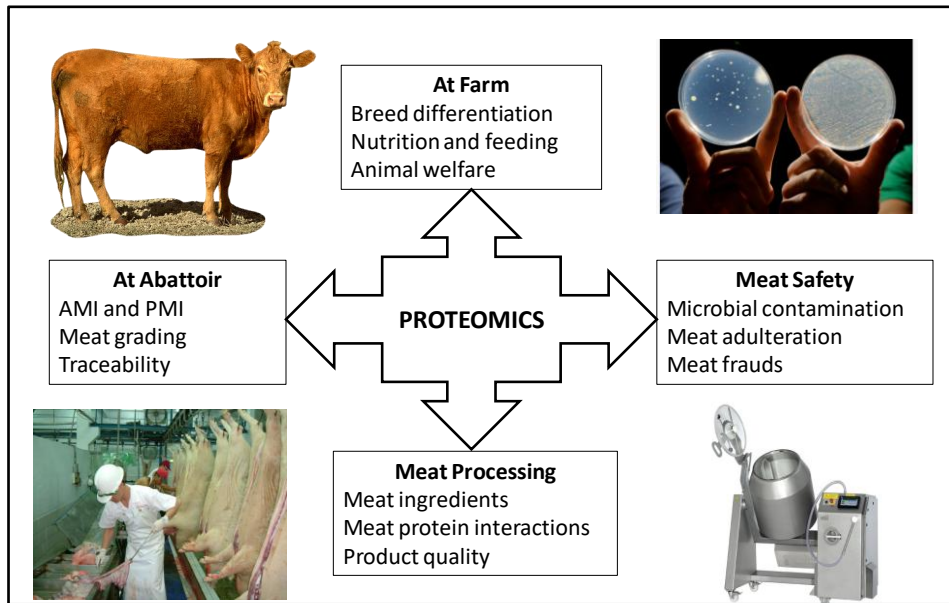 At Farm
Breed differentiation
Nutrition and feeding
Animal welfare
At Abattoir
AMI and PMI
Meat grading
Traceability
PROTEOMICS
Meat Safety
Microbial contamination
Meat adulteration
Meat frauds
Meat Processing
Meat ingredients
Meat protein interactions
Product quality